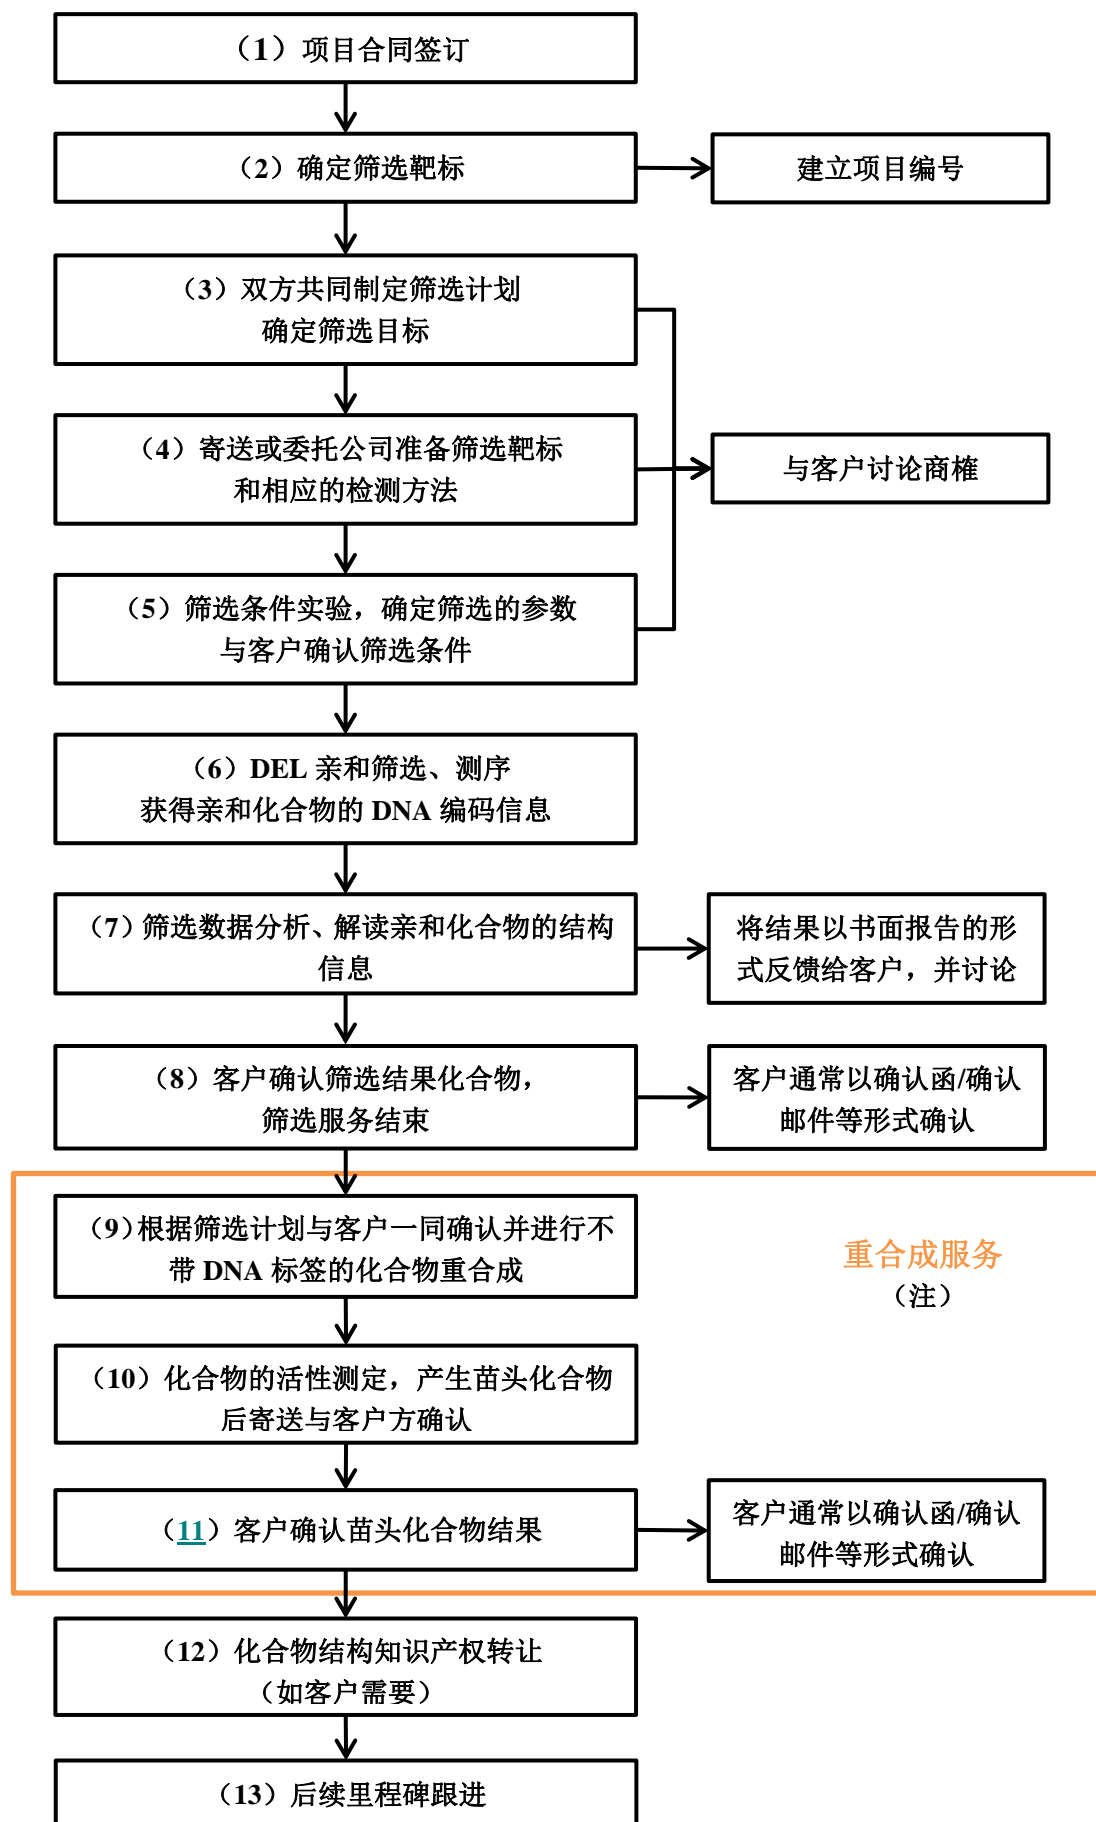 （1）项目合同签订
（2）确定筛选靶标
建立项目编号
（3）双方共同制定筛选计划
确定筛选目标
（4）寄送或委托公司准备筛选靶标
和相应的检测方法
与客户讨论商榷
（5）筛选条件实验，确定筛选的参数
与客户确认筛选条件
（6）DEL 亲和筛选、测序
获得亲和化合物的 DNA 编码信息
（7）筛选数据分析、解读亲和化合物的结构
信息
将结果以书面报告的形
式反馈给客户，并讨论
（8）客户确认筛选结果化合物，
筛选服务结束
客户通常以确认函/确认
邮件等形式确认
（9）根据筛选计划与客户一同确认并进行不
带 DNA 标签的化合物重合成
重合成服务
（注）
（10）化合物的活性测定，产生苗头化合物
后寄送与客户方确认
（11）客户确认苗头化合物结果
客户通常以确认函/确认
邮件等形式确认
（12）化合物结构知识产权转让
（如客户需要）
（13）后续里程碑跟进